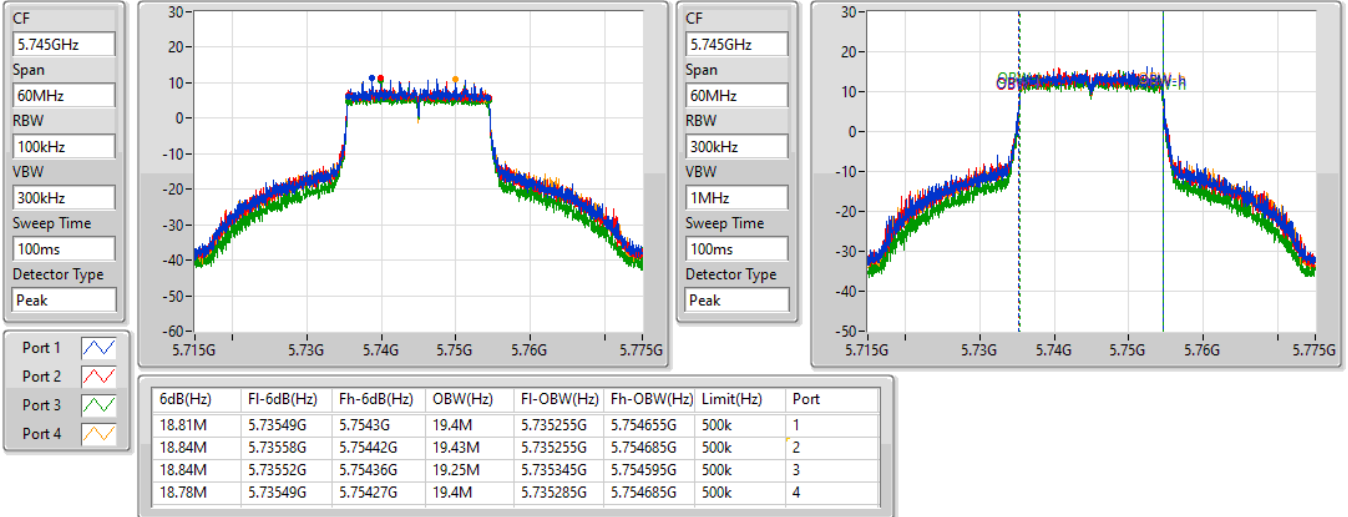 CF
5.745GHz
Span
60MHz
RBW
100kHz
VBW
300kHz
Sweep Time
100ms
Detector Type
Peak
Port 1
Port 2
Port 3
Port 4
30
20
10
0
-10
-20
-30
-40
-50
-60
5.715G 5.73G 5.74G 5.75G 5.76G 5.775G
CF
5.745GHz
Span
60MHz
RBW
300kHz
VBW
1MHz
Sweep Time
100ms
Detector Type
Peak
30
20
10
0
-10
-20
-30
-40
-50
5.715G 5.73G 5.74G 5.75G 5.76G 5.775G
6dB(Hz) Fl-6dB(Hz) Fh-6dB(Hz) OBW(Hz) Fl-OBW(Hz) Fh-OBW(Hz) Limit(Hz) Port
18.81M 5.73549G 5.7543G 19.4M 5.735255G 5.754655G 500k 1
18.84M 5.73558G 5.75442G 19.43M 5.735255G 5.754685G 500k 2
18.84M 5.73552G 5.75436G 19.25M 5.735345G 5.754595G 500k 3
18.78M 5.73549G 5.75427G 19.4M 5.735285G 5.754685G 500k 4